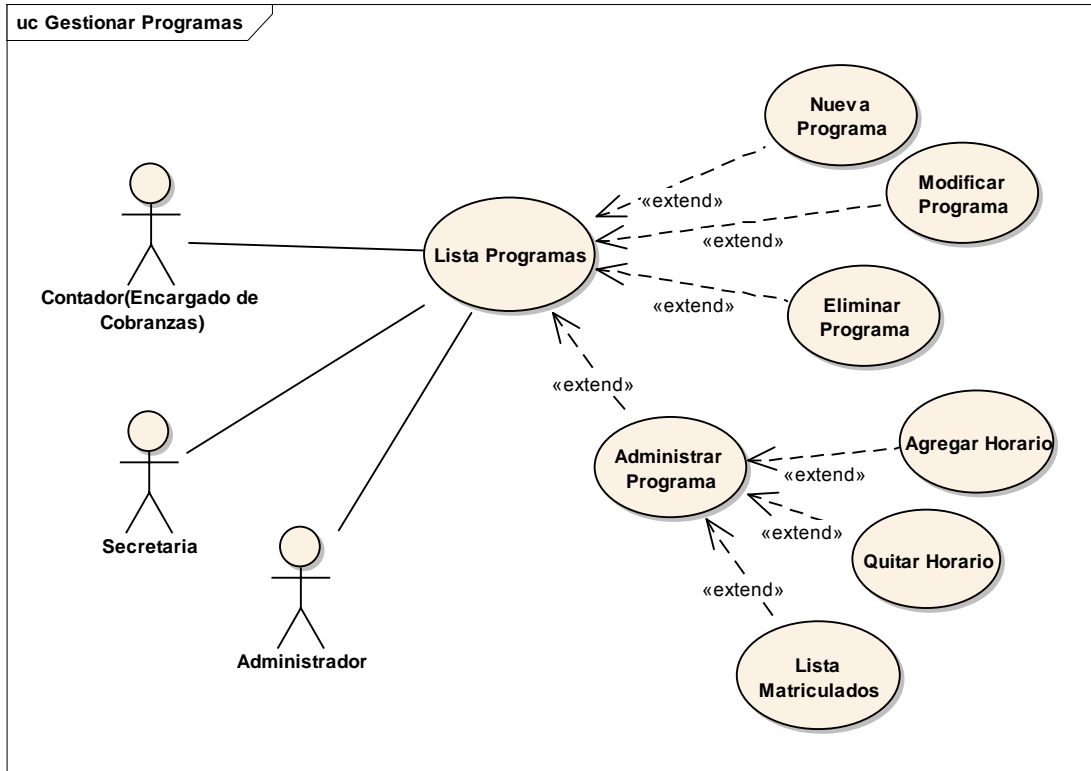 uc Gestionar Programas
Nueva
Programa
Modificar
Programa
«extend»
«extend»
Lista Programas
Contador(Encargado de
Cobranzas)
«extend»
Eliminar
Programa
«extend»
Administrar
Programa
Agregar Horario
«extend»
«extend»
Quitar Horario
Secretaria
«extend»
Administrador
Lista
Matriculados